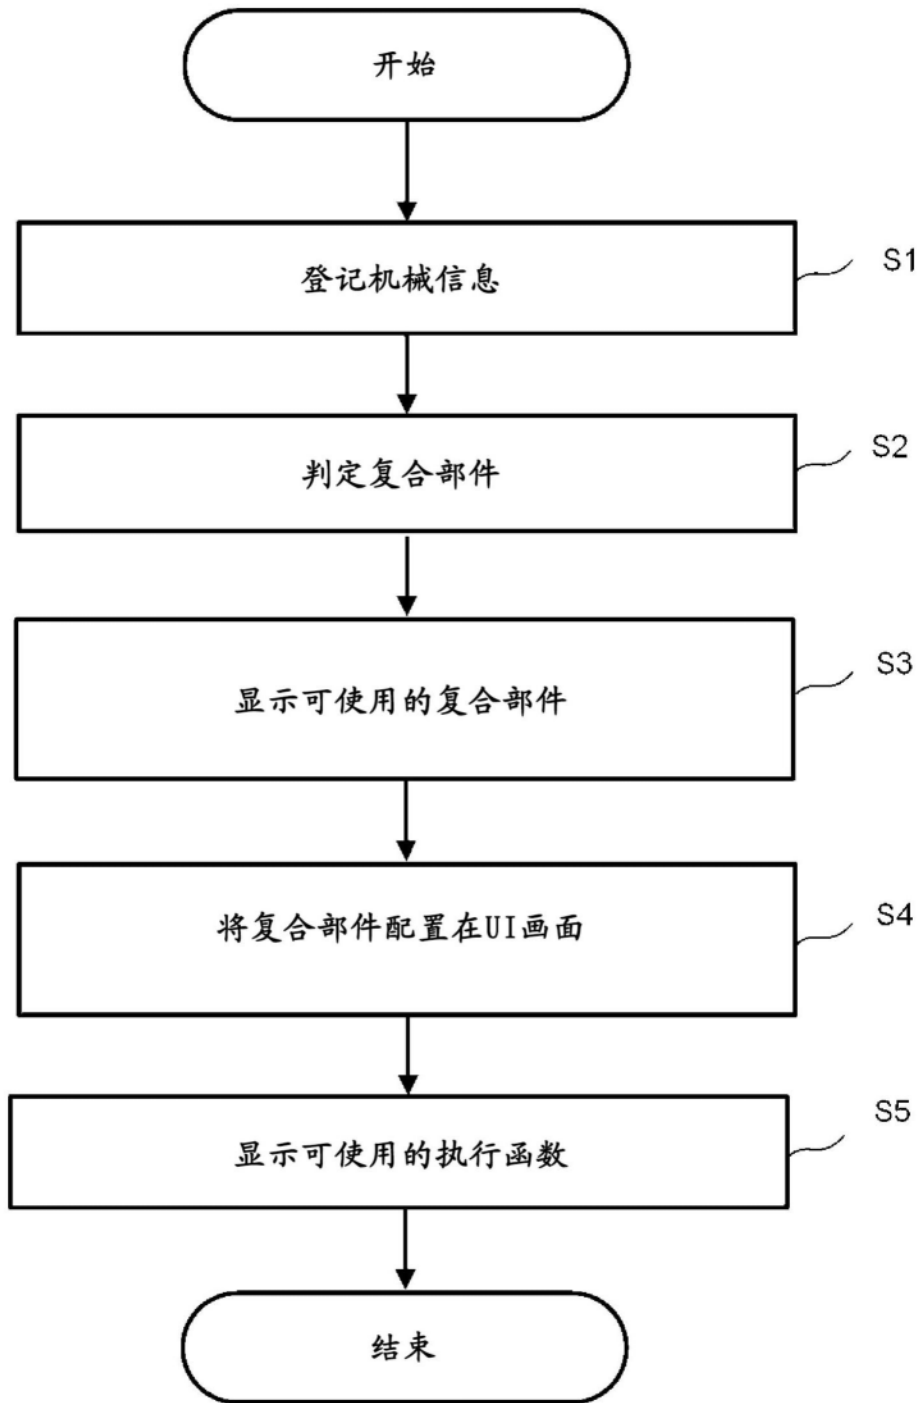 开始
登记机械信息
S1
判定复合部件
S2
显示可使用的复合部件
S3
将复合部件配置在UI画面
S4
显示可使用的执行函数
S5
结束